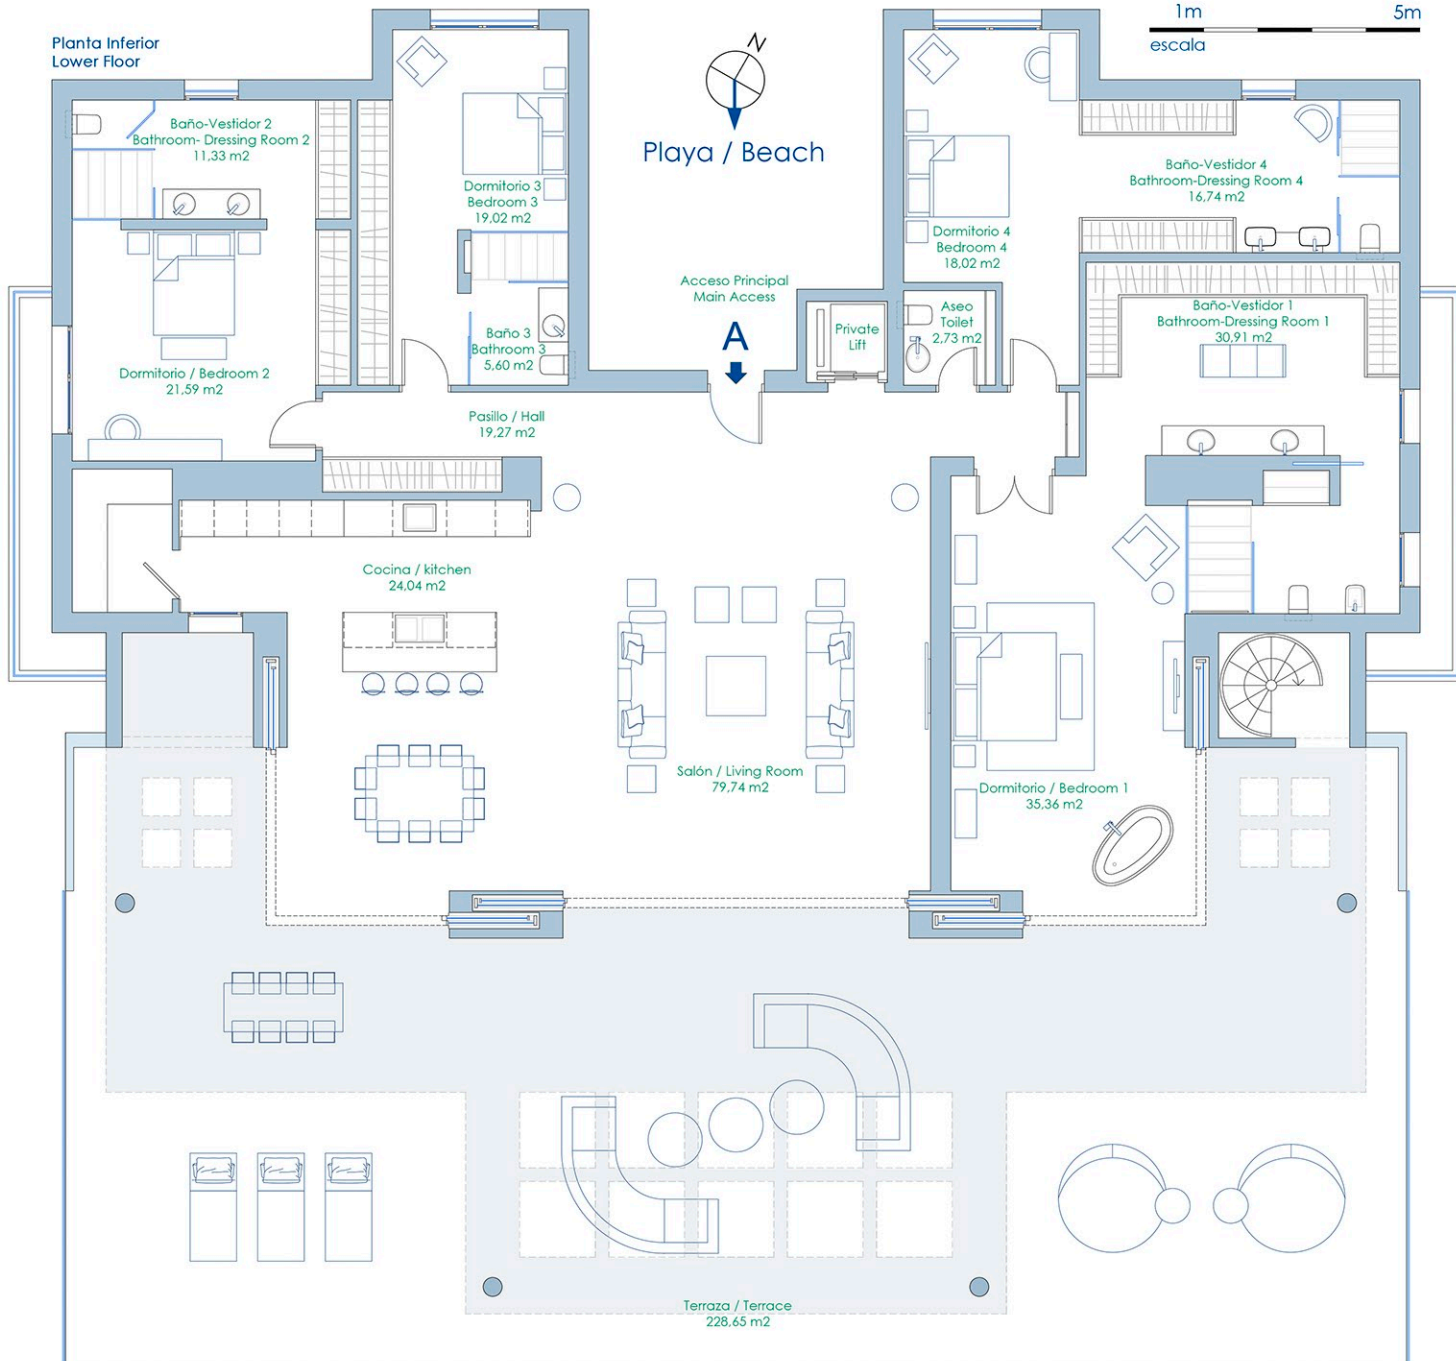 Planta Inferior
Lower Floor
1m 5m
escala
N
Playa / Beach
Baño-Vestidor 2
Bathroom- Dressing Room 2
11,33 m2
Dormitorio 3
Bedroom 3
19,02 m2
Dormitorio 4
Bedroom 4
18,02 m2
Baño-Vestidor 4
Bathroom-Dressing Room 4
16,74 m2
Acceso Principal
Main Access
A
Private
Lift
Aseo
Toilet
2,73 m2
Baño-Vestidor 1
Bathroom-Dressing Room 1
30,91 m2
Baño 3
Bathroom 3
5,60 m2
Dormitorio / Bedroom 2
21,59 m2
Pasillo / Hall
19,27 m2
Cocina / kitchen
24,04 m2
Salón / Living Room
79,74 m2
Dormitorio / Bedroom 1
35,36 m2
Terraza / Terrace
228,65 m2